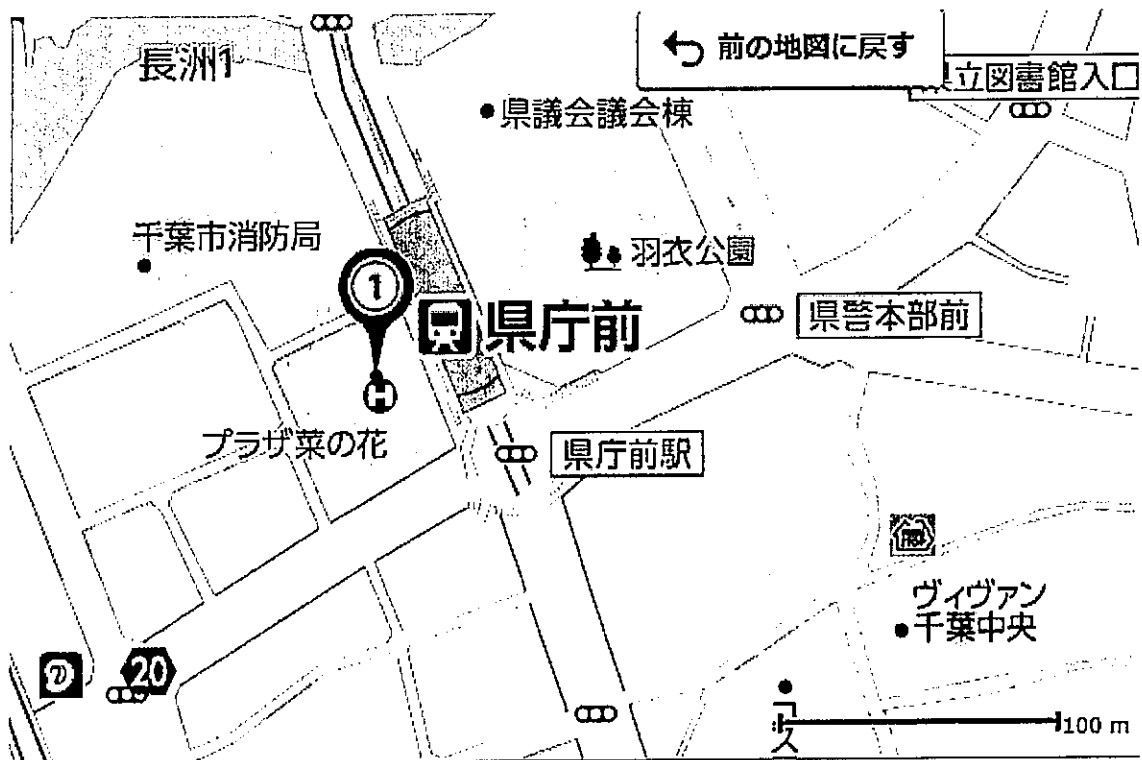 長洲1
前の地図に戻す
立図書館入口
県議会議会棟
千葉市消防局
羽衣公園
1
県庁前
県警本部前
H
プラザ菜の花
県庁前駅
ヴィヴァン
千葉中央
20
100 m